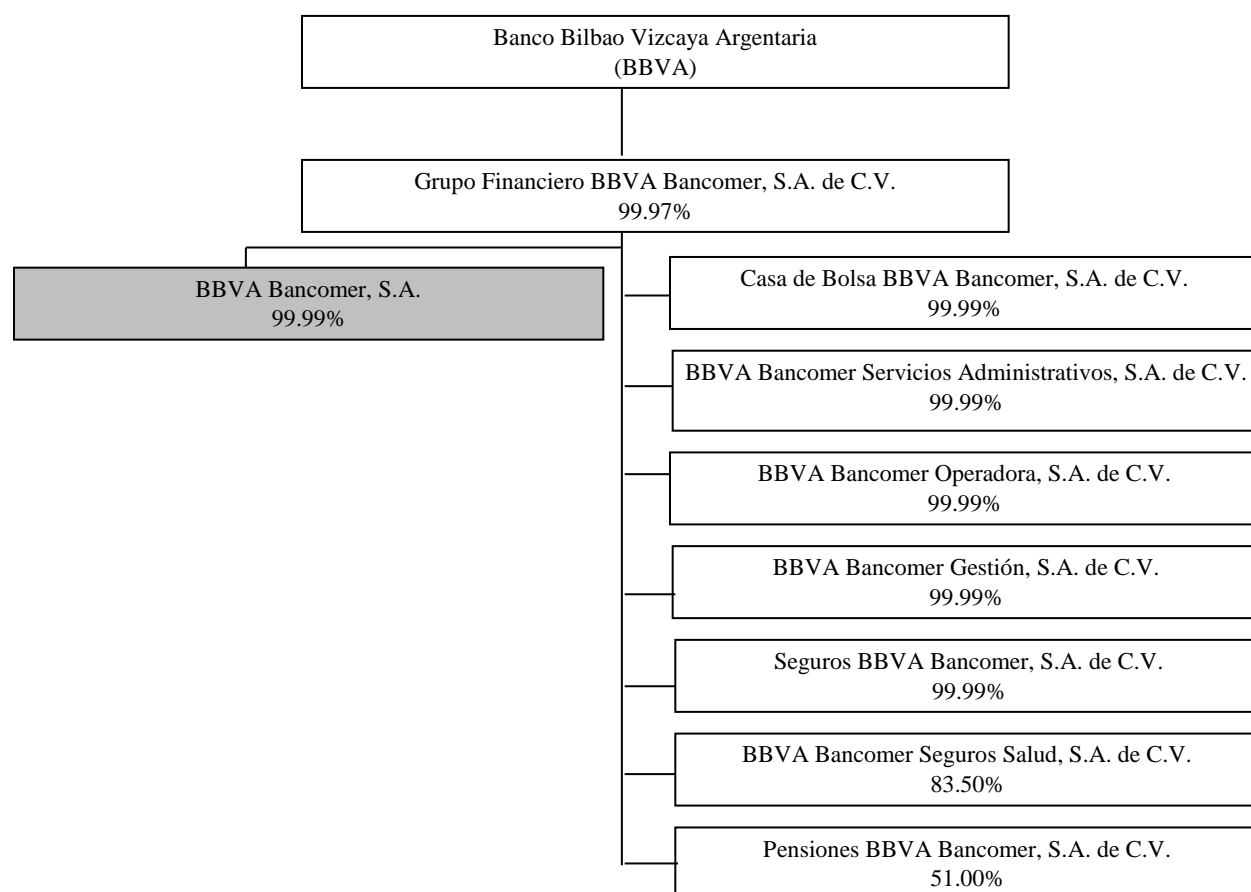 Banco Bilbao Vizcaya Argentaria
(BBVA)
Grupo Financiero BBVA Bancomer, S.A. de C.V.
99.97%
BBVA Bancomer, S.A.
99.99%
Casa de Bolsa BBVA Bancomer, S.A. de C.V.
99.99%
BBVA Bancomer Servicios Administrativos, S.A. de C.V.
99.99%
BBVA Bancomer Operadora, S.A. de C.V.
99.99%
BBVA Bancomer Gestión, S.A. de C.V.
99.99%
Seguros BBVA Bancomer, S.A. de C.V.
99.99%
BBVA Bancomer Seguros Salud, S.A. de C.V.
83.50%
Pensiones BBVA Bancomer, S.A. de C.V.
51.00%